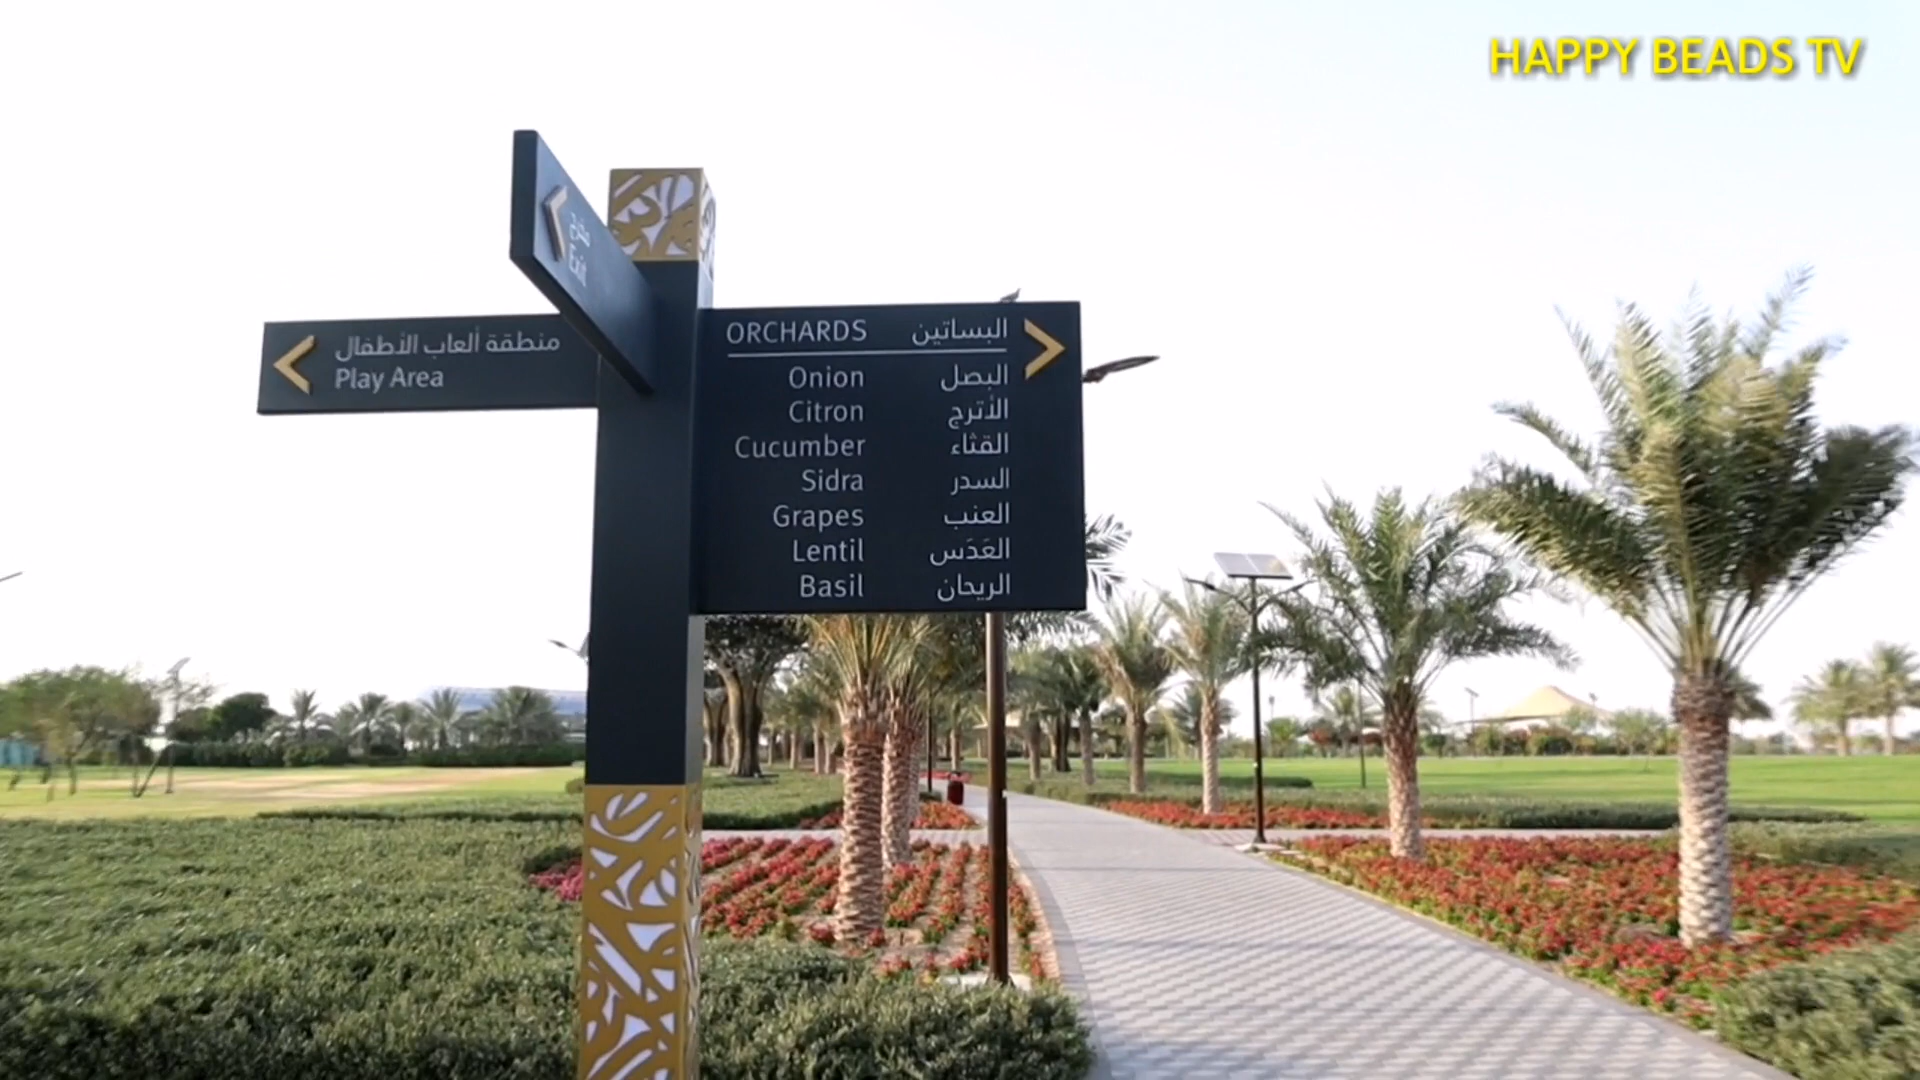 HAPPY BEADS TV
مخرج
Exit
منطقة ألعاب الأطفال
Play Area
ORCHARDS البساتين
Onion البصل
Citron الأترج
Cucumber القثاء
Sidra السدر
Grapes العنب
Lentil العَدَس
Basil الريحان